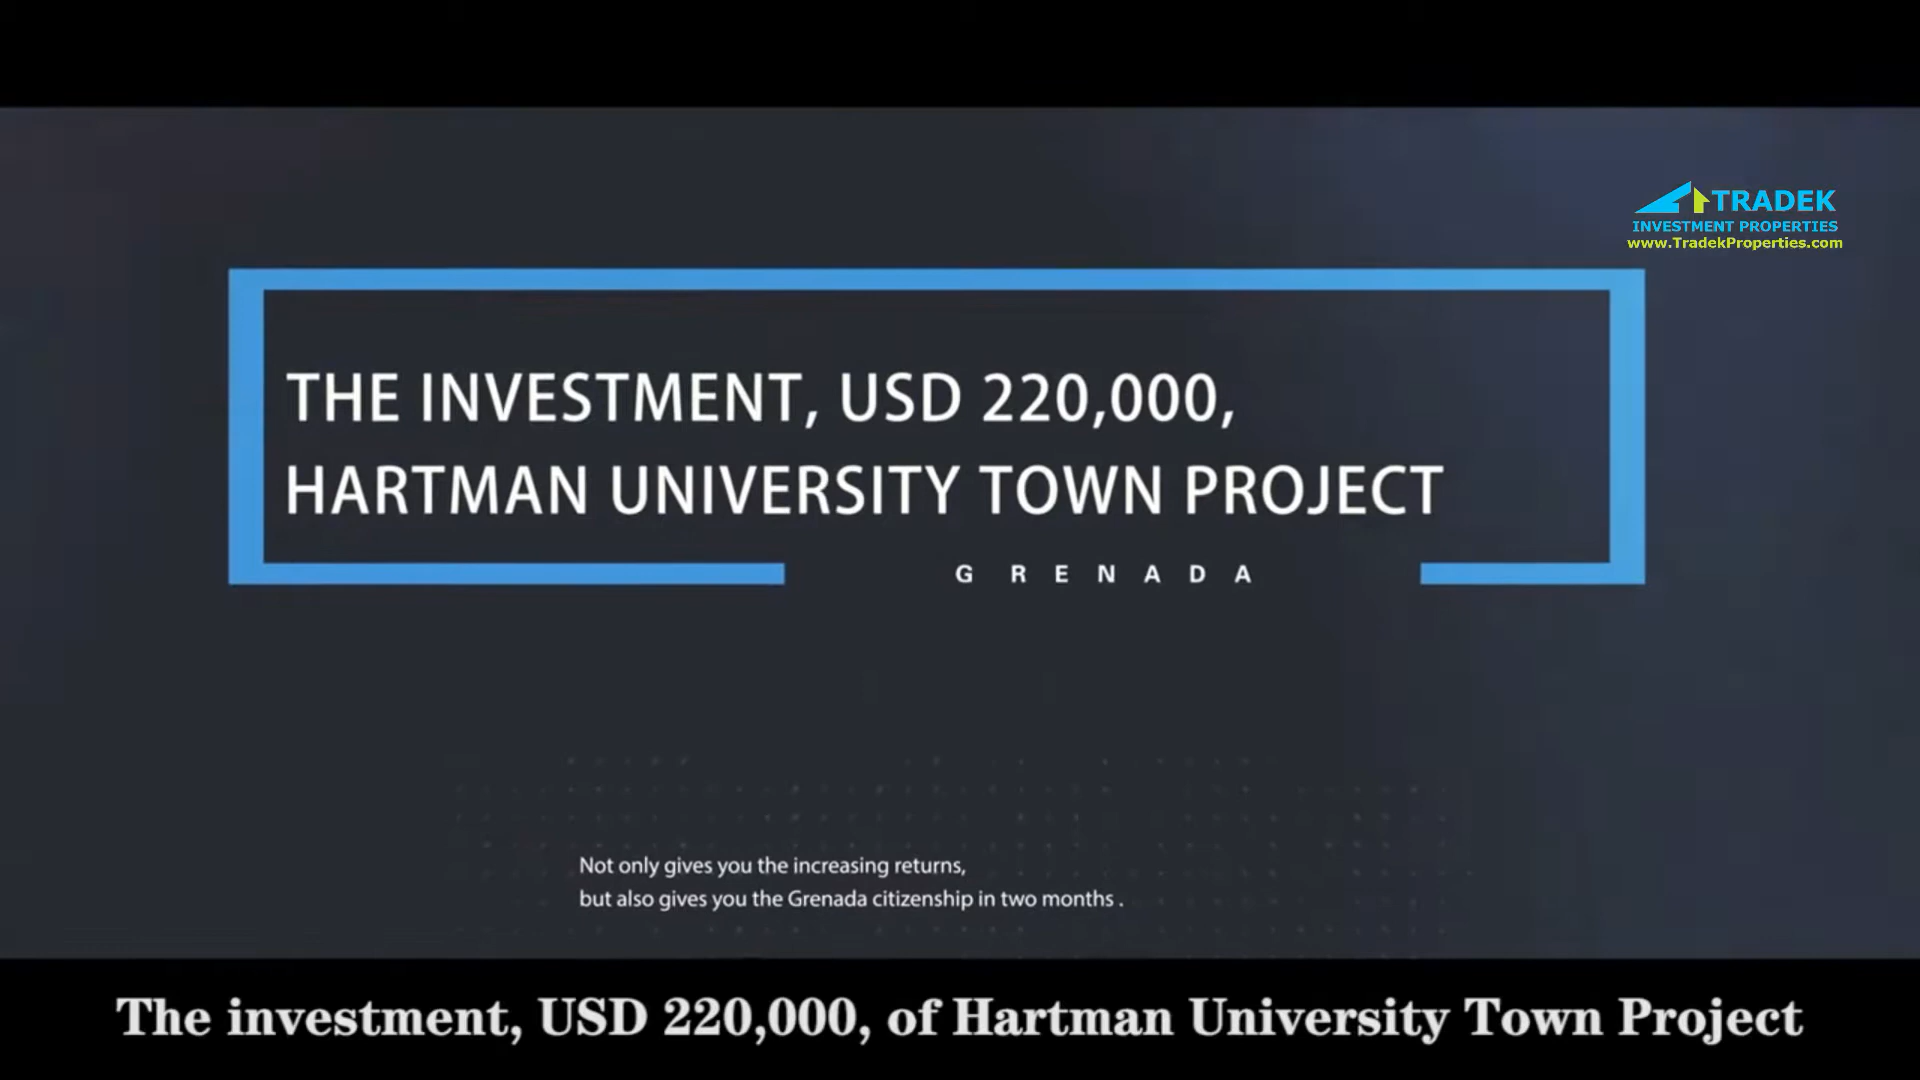 TRADEK
INVESTMENT PROPERTIES
www.TradekProperties.com
THE INVESTMENT, USD 220,000,
HARTMAN UNIVERSITY TOWN PROJECT
GRENADA
Not only gives you the increasing returns,
but also gives you the Grenada citizenship in two months .
The investment, USD 220,000, of Hartman University Town Project